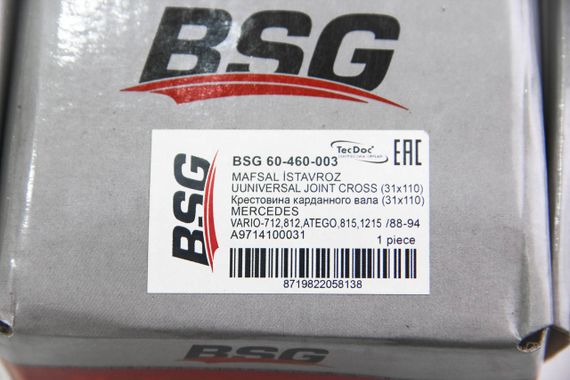 BSG
BSG
BSG 60-460-003
TecDoc
EAC
MAFSAL İSTAVROZ
UUNIVERSAL JOINT CROSS (31x110)
Крестовина карданного вала (31x110)
MERCEDES
VARIO-712,812,ATEGO,815,1215 /88-94
A9714100031
1 piece
8719822058138
BSG